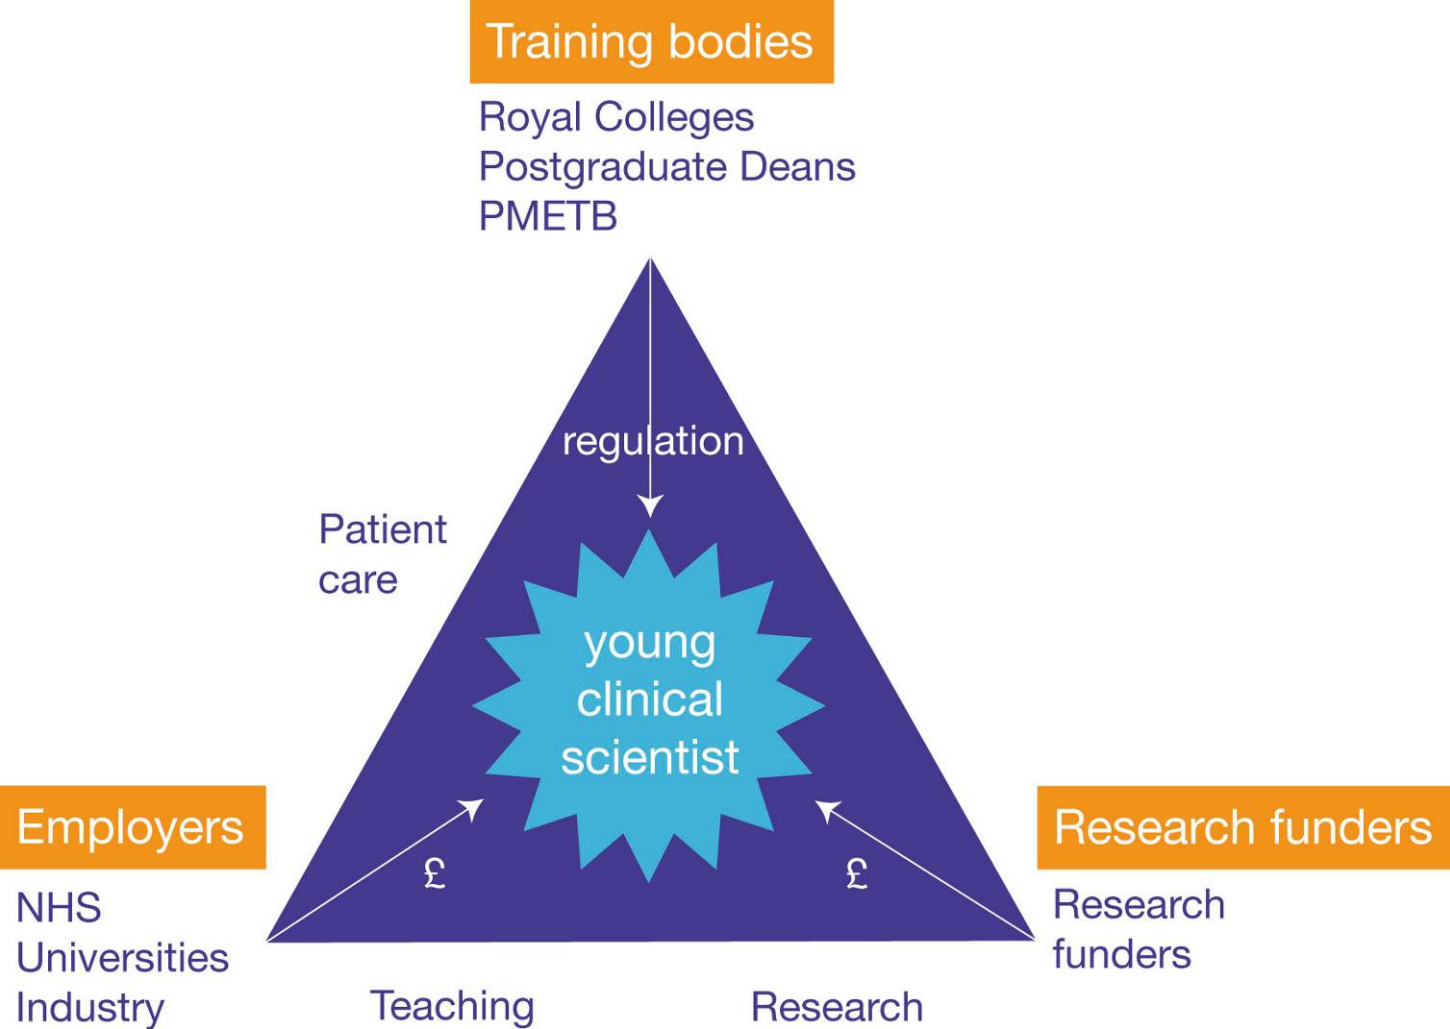 Training bodies
Royal Colleges
Postgraduate Deans
PMETB
regulation
Patient
care
young
clinical
scientist
Employers
NHS
Universities
Industry
£
£
Research funders
Research
funders
Teaching
Research